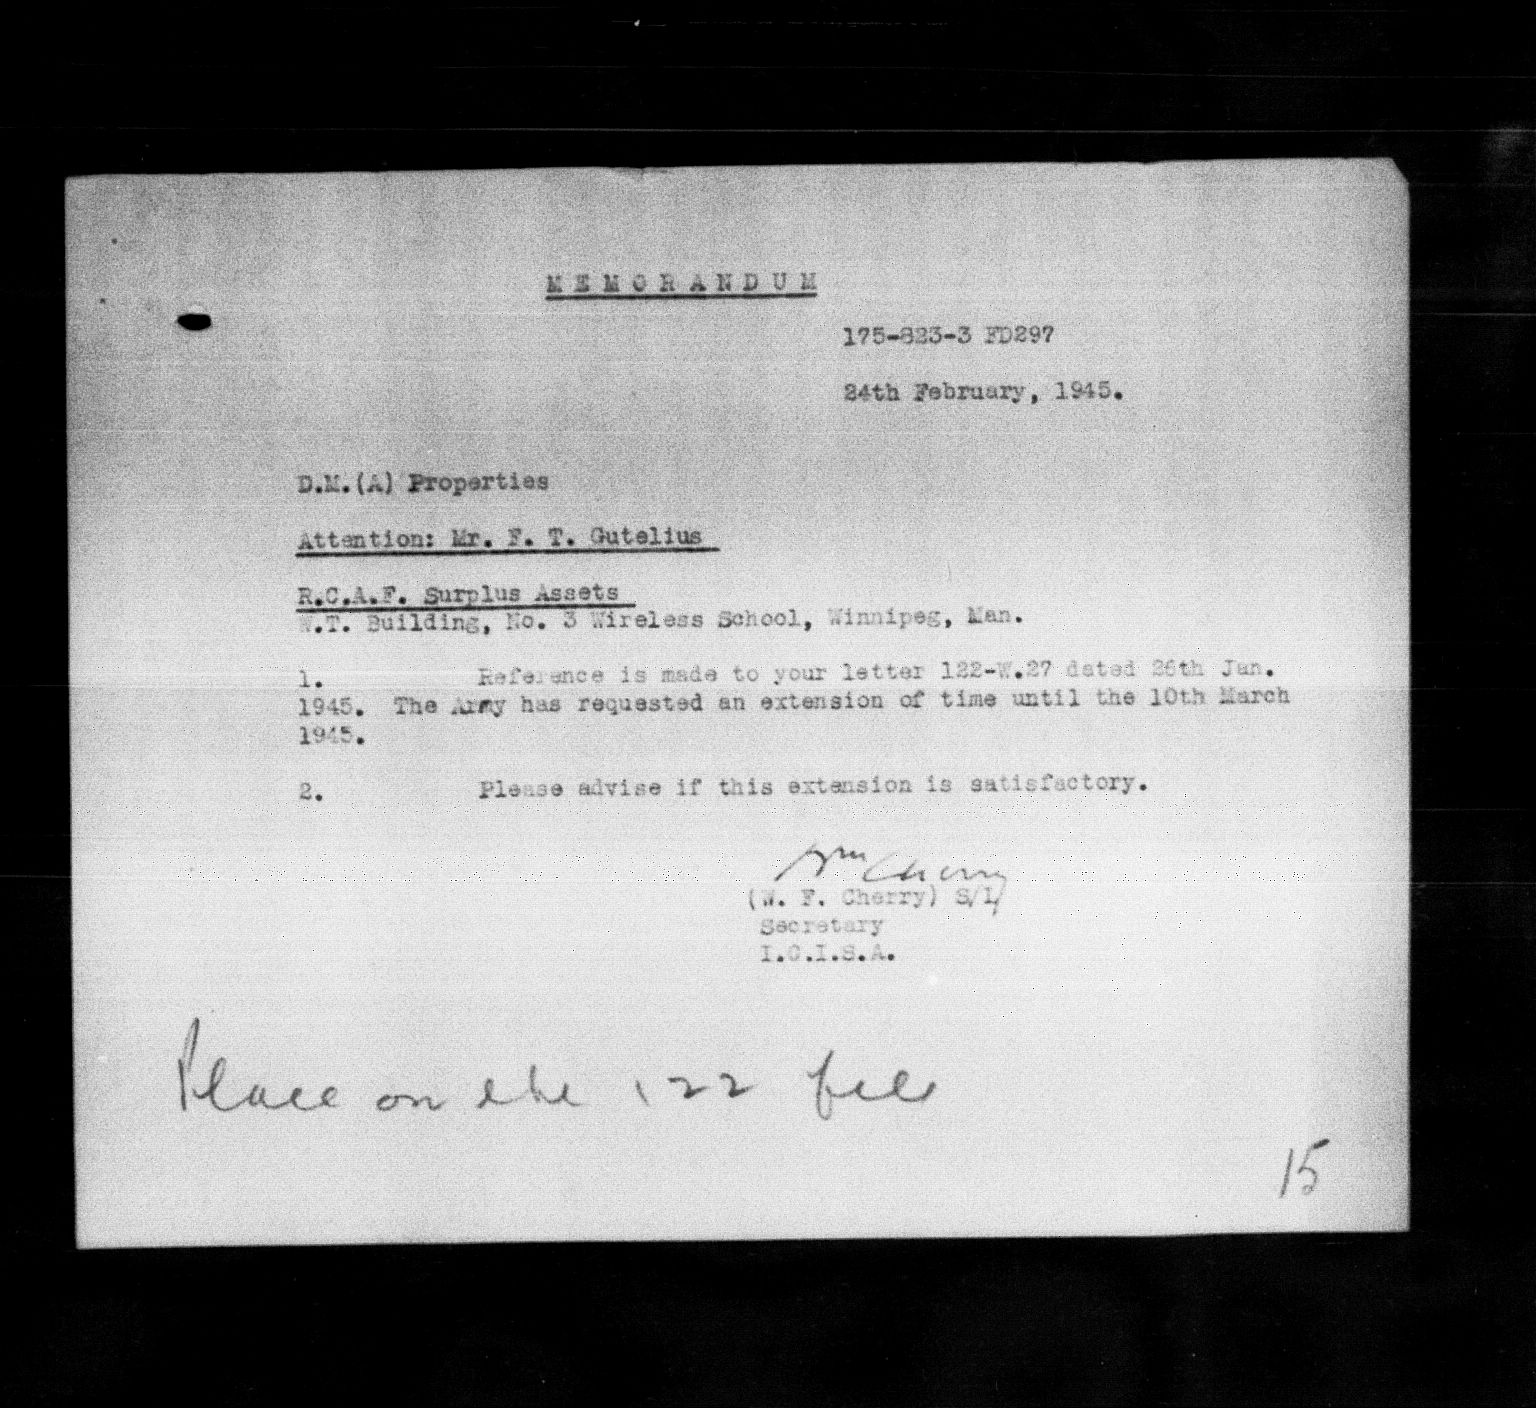 M E M O R A N D U M
175-823-3 FD297
24th February, 1945.
D.M.(A) Properties
Attention: Mr. F. T. Gutelius
R.C.A.F. Surplus Assets
W.T. Building, No. 3 Wireless School, Winnipeg, Man.
1. Reference is made to your letter 122-W.27 dated 26th Jan.
1945. The Army has requested an extension of time until the 10th March
1945.
2. Please advise if this extension is satisfactory.
Wm Cherry
(W. F. Cherry) S/L
Secretary
I.C.I.S.A.
Place on the 122 file
15